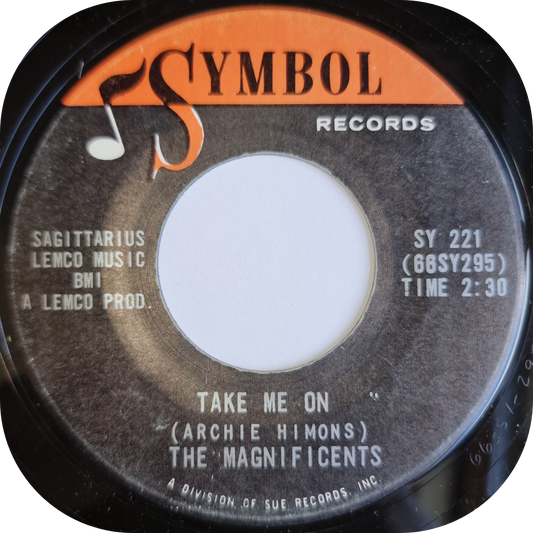 SYMBOL
RECORDS
SAGITTARIUS
LEMCO MUSIC
BMI
A LEMCO PROD.
SY 221
(66SY295)
TIME 2:30
TAKE ME ON
(ARCHIE HIMONS)
THE MAGNIFICENTS
A DIVISION OF SUE RECORDS, INC.